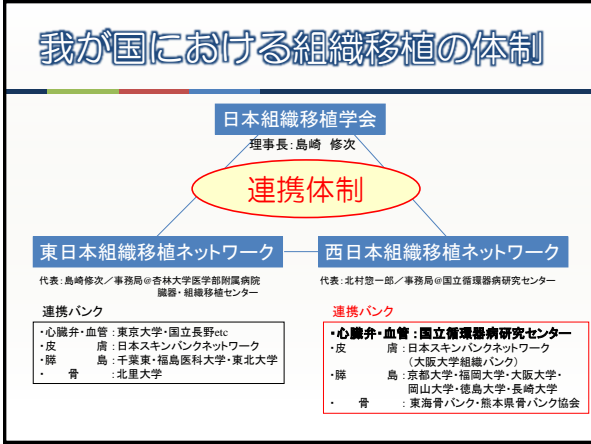 我が国における組織移植の体制
日本組織移植学会
理事長:島崎 修次
連携体制
東日本組織移植ネットワーク
代表:島崎修次/事務局@杏林大学医学部附属病院
臓器・組織移植センター
連携バンク
・心臓弁・血管:東京大学・国立長野etc
・皮 膚:日本スキンバンクネットワーク
・膵 島:千葉東・福島医科大学・東北大学
・ 骨 :北里大学
西日本組織移植ネットワーク
代表:北村惣一郎/事務局@国立循環器病研究センター
連携バンク
・心臓弁・血管:国立循環器病研究センター
・皮 膚:日本スキンバンクネットワーク
(大阪大学組織バンク)
・膵 島:京都大学・福岡大学・大阪大学・
岡山大学・徳島大学・長崎大学
・ 骨 :東海骨バンク・熊本県骨バンク協会